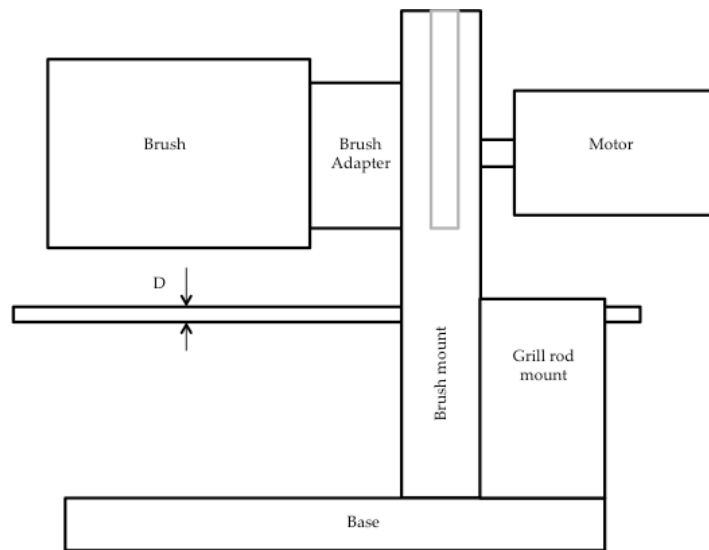 Brush
Brush
Adapter
Motor
D
Brush mount
Grill rod
mount
Base